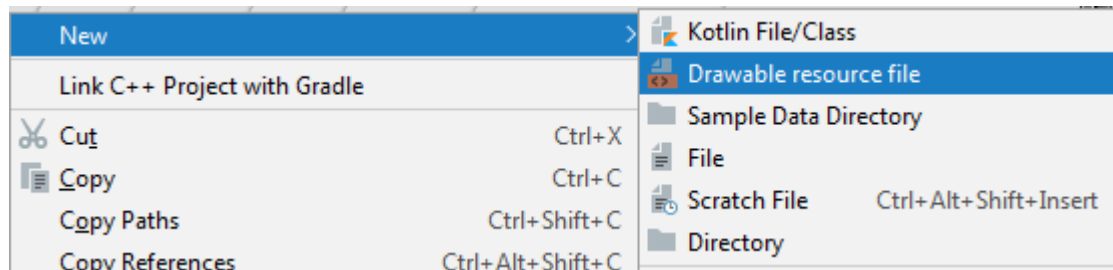 New
Link C++ Project with Gradle
Cut Ctrl+X
Copy Ctrl+C
Copy Paths Ctrl+Shift+C
Copy References Ctrl+Alt+Shift+C
Kotlin File/Class
Drawable resource file
Sample Data Directory
File
Scratch File Ctrl+Alt+Shift+Insert
Directory